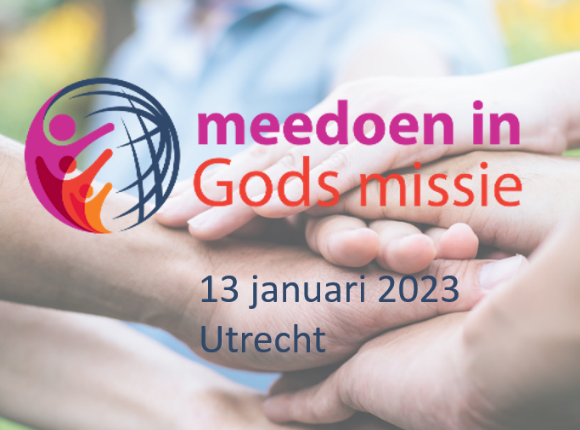 meedoen in
Gods missie
13 januari 2023
Utrecht